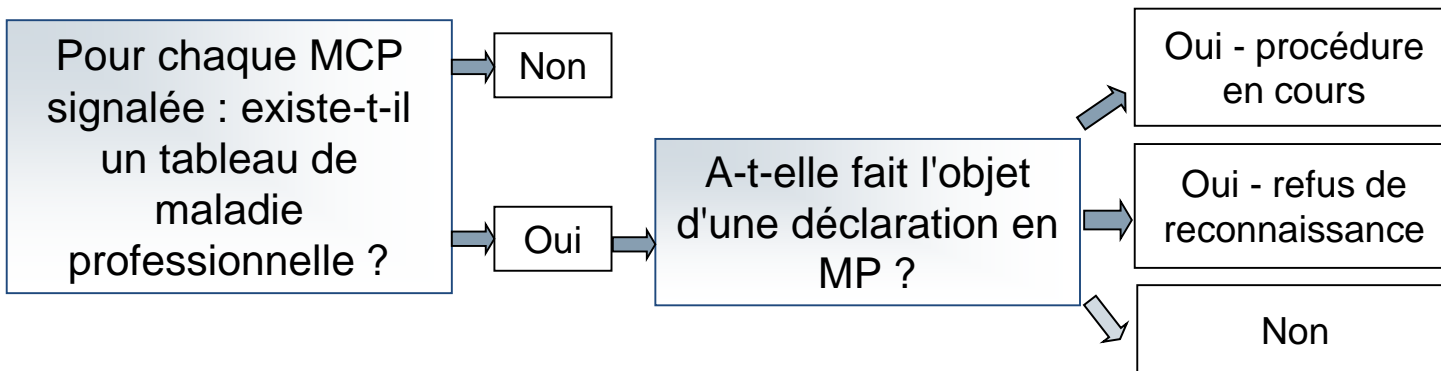 Pour chaque MCP
signalée : existe-t-il
un tableau de
maladie
professionnelle ?
Non
Oui
A-t-elle fait l'objet
d'une déclaration en
MP ?
Oui - procédure
en cours
Oui - refus de
reconnaissance
Non